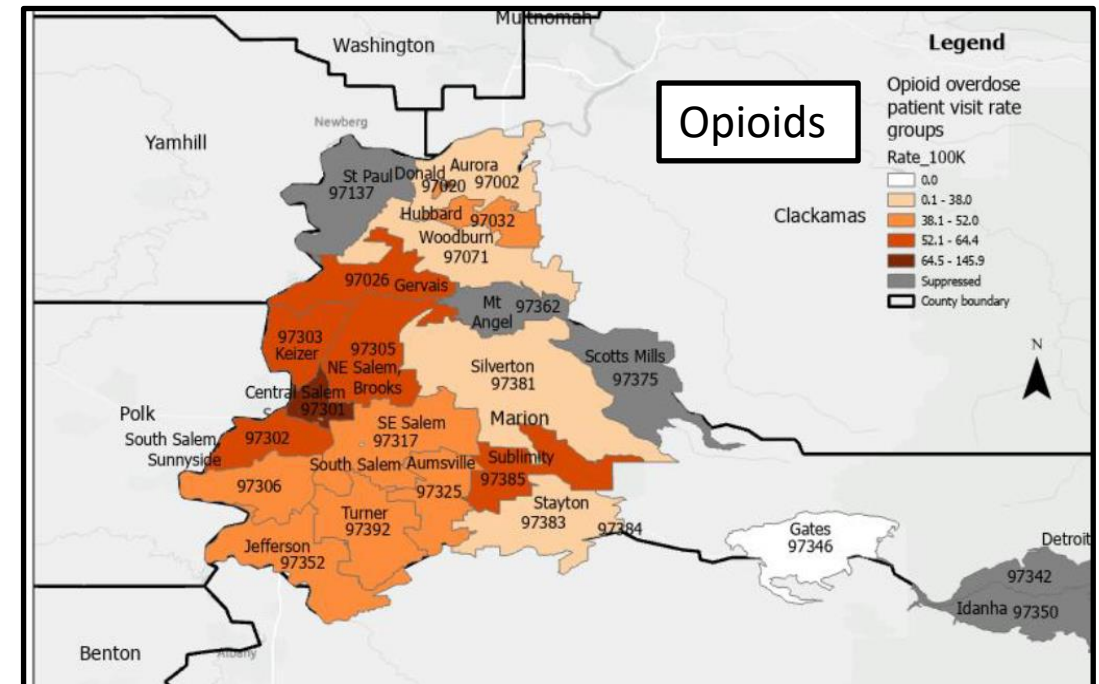 Multnomah
Washington
Legend
Opioid overdose
patient visit rate
groups
Rate_100K
0.0
0.1 - 38.0
38.1 - 52.0
52.1 - 64.4
64.5 - 145.9
Suppressed
County boundary
Opioids
Newberg
Yamhill
St Paul
97137
Donald
97020
Aurora
97002
Hubbard
97032
Clackamas
Woodburn
97071
97026 Gervais
Mt
Angel
97362
97303
Keizer
97305
NE Salem,
Brooks
Silverton
97381
Scotts Mills
97375
N
Central Salem
97301
Polk
Marion
South Salem,
Sunnyside
97302
SE Salem
97317
Sublimity
97385
South Salem
97306
Aumsville
97325
Stayton
97383
97384
Turner
97392
Gates
97346
Detroit
Jefferson
97352
97342
Idanha 97350
Benton
Albany